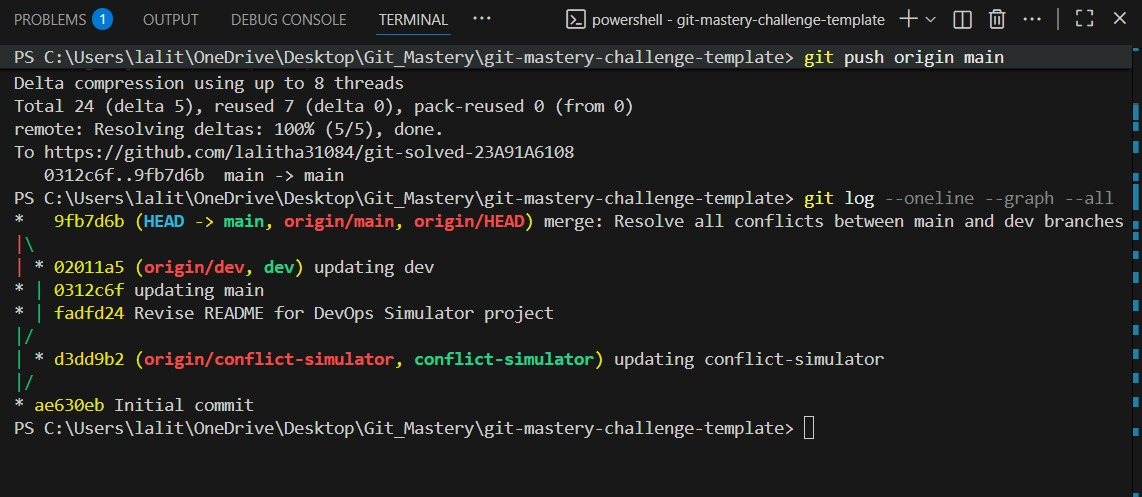 PROBLEMS 1 OUTPUT DEBUG CONSOLE TERMINAL ··· powershell - git-mastery-challenge-template
PS C:\Users\lalit\OneDrive\Desktop\Git_Mastery\git-mastery-challenge-template> git push origin main
Delta compression using up to 8 threads
Total 24 (delta 5), reused 7 (delta 0), pack-reused 0 (from 0)
remote: Resolving deltas: 100% (5/5), done.
To https://github.com/lalitha31084/git-solved-23A91A6108
   0312c6f..9fb7d6b  main -> main
PS C:\Users\lalit\OneDrive\Desktop\Git_Mastery\git-mastery-challenge-template> git log --oneline --graph --all
*   9fb7d6b (HEAD -> main, origin/main, origin/HEAD) merge: Resolve all conflicts between main and dev branches
|\
| * 02011a5 (origin/dev, dev) updating dev
* | 0312c6f updating main
* | fadfd24 Revise README for DevOps Simulator project
|/
| * d3dd9b2 (origin/conflict-simulator, conflict-simulator) updating conflict-simulator
|/
* ae630eb Initial commit
PS C:\Users\lalit\OneDrive\Desktop\Git_Mastery\git-mastery-challenge-template>